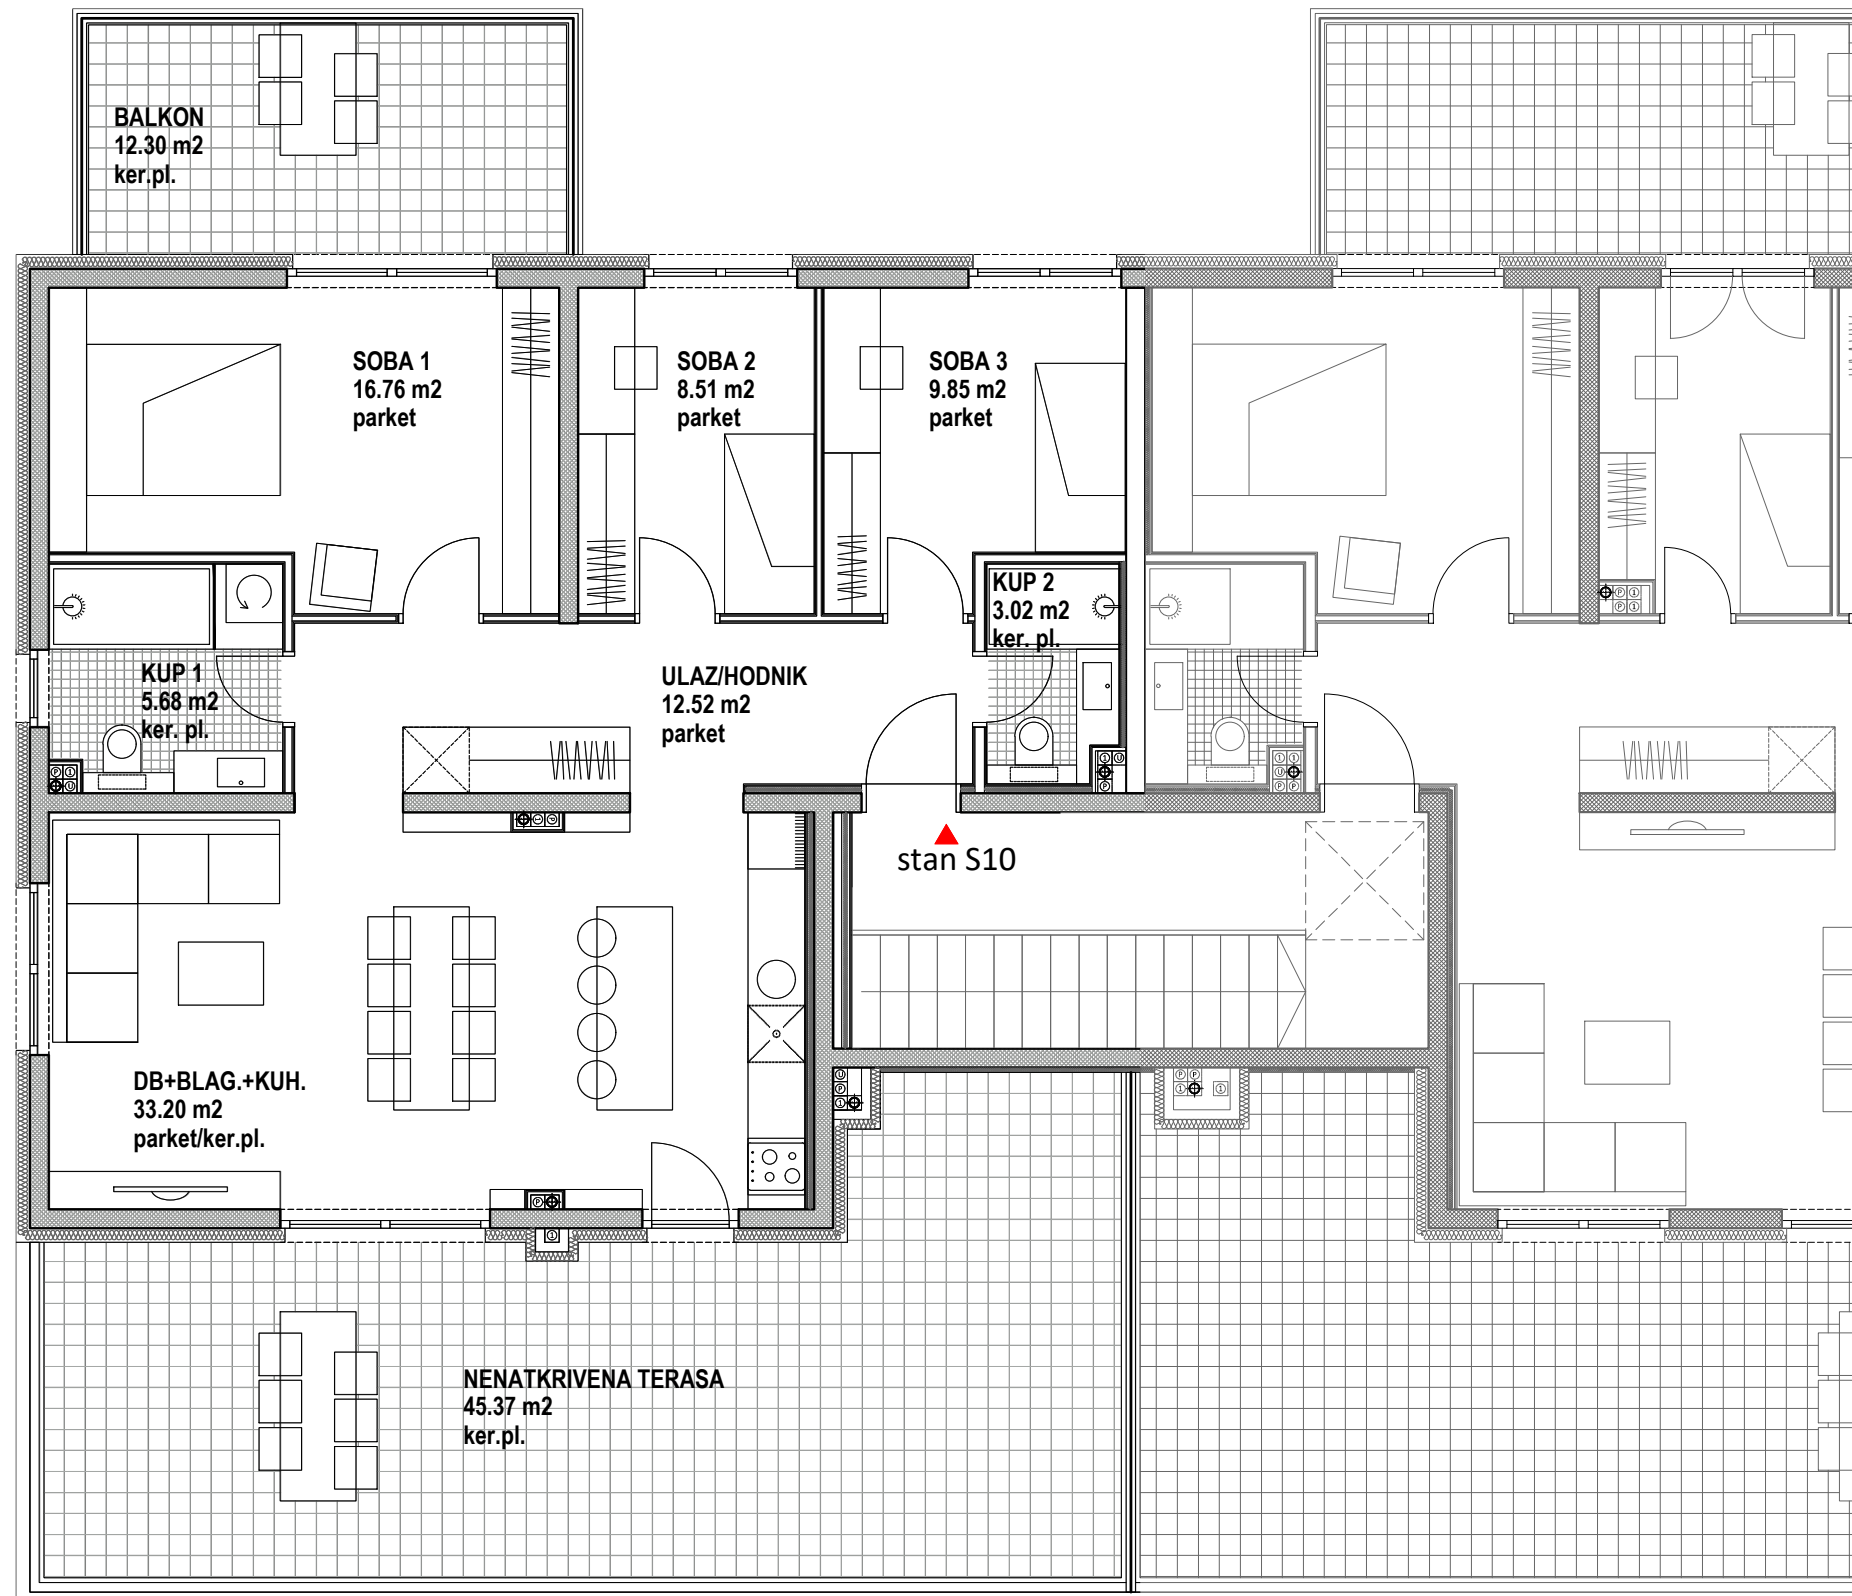 BALKON
12.30 m2
ker.pl.
SOBA 1
16.76 m2
parket
SOBA 2
8.51 m2
parket
SOBA 3
9.85 m2
parket
KUP 2
3.02 m2
ker. pl.
KUP 1
5.68 m2
ker. pl.
ULAZ/HODNIK
12.52 m2
parket
stan S10
DB+BLAG.+KUH.
33.20 m2
parket/ker.pl.
NENATKRIVENA TERASA
45.37 m2
ker.pl.